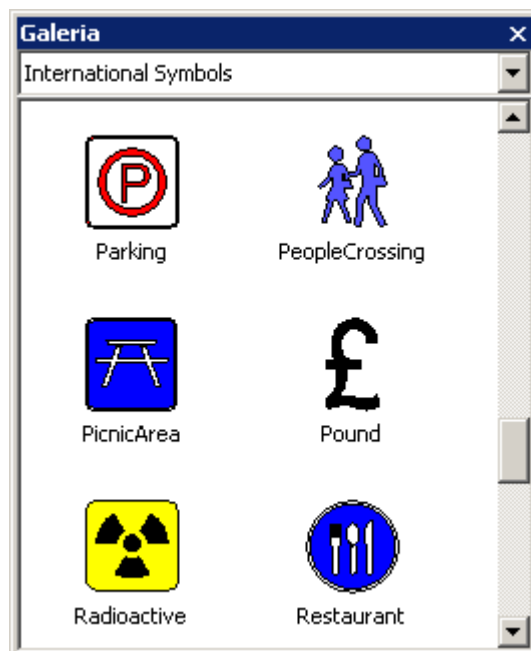 Galeria
International Symbols
P
Parking
PeopleCrossing
PicnicArea
£
Pound
Radioactive
Restaurant